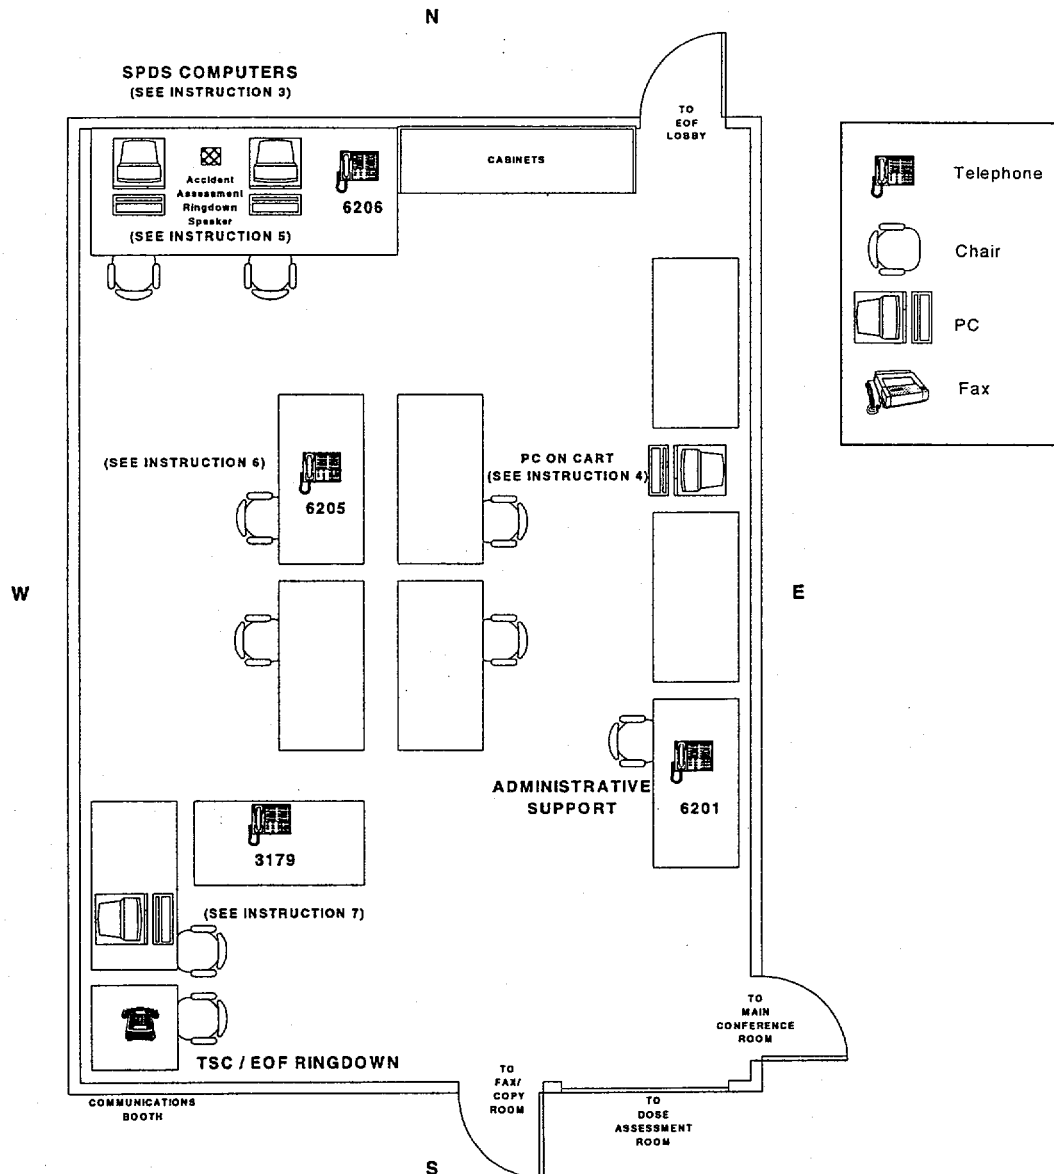 N
SPDS COMPUTERS
(SEE INSTRUCTION 3)
TO
EOF
LOBBY
CABINETS
Accident
Assessment
Ringdown
Speaker
6206
(SEE INSTRUCTION 5)
Telephone
Chair
PC
Fax
(SEE INSTRUCTION 6)
6205
PC ON CART
(SEE INSTRUCTION 4)
W
E
ADMINISTRATIVE
SUPPORT
6201
3179
(SEE INSTRUCTION 7)
TO
MAIN
CONFERENCE
ROOM
TSC / EOF RINGDOWN
COMMUNICATIONS
BOOTH
TO
FAX/
COPY
ROOM
TO
DOSE
ASSESSMENT
ROOM
S